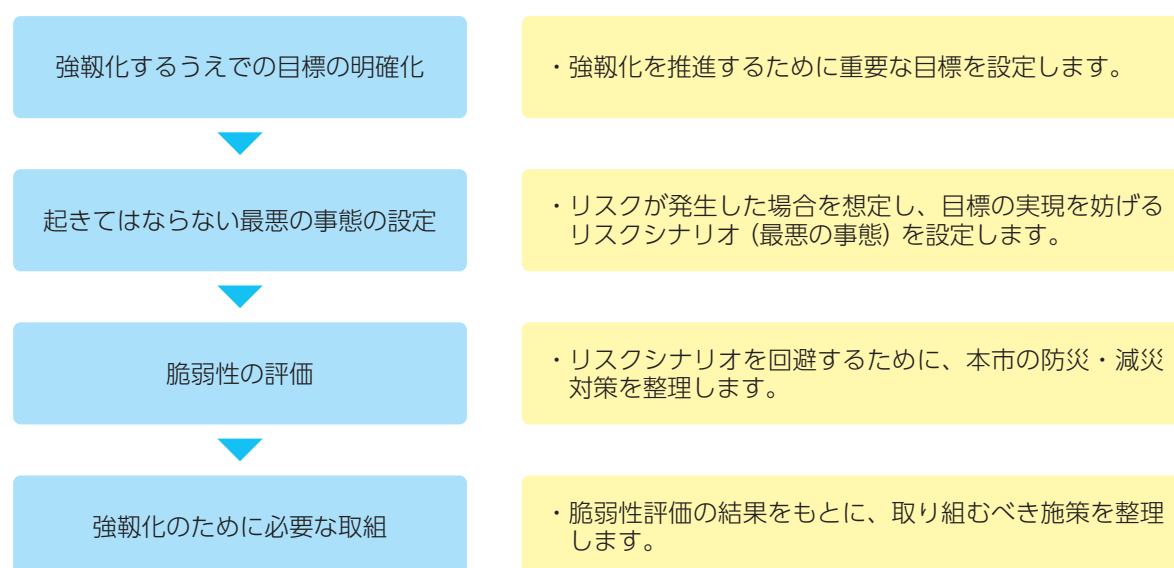 強靱化するうえでの目標の明確化
・強靱化を推進するために重要な目標を設定します。
起きてはならない最悪の事態の設定
・リスクが発生した場合を想定し、目標の実現を妨げる
リスクシナリオ（最悪の事態）を設定します。
脆弱性の評価
・リスクシナリオを回避するために、本市の防災・減災
対策を整理します。
強靱化のために必要な取組
・脆弱性評価の結果をもとに、取り組むべき施策を整理
します。